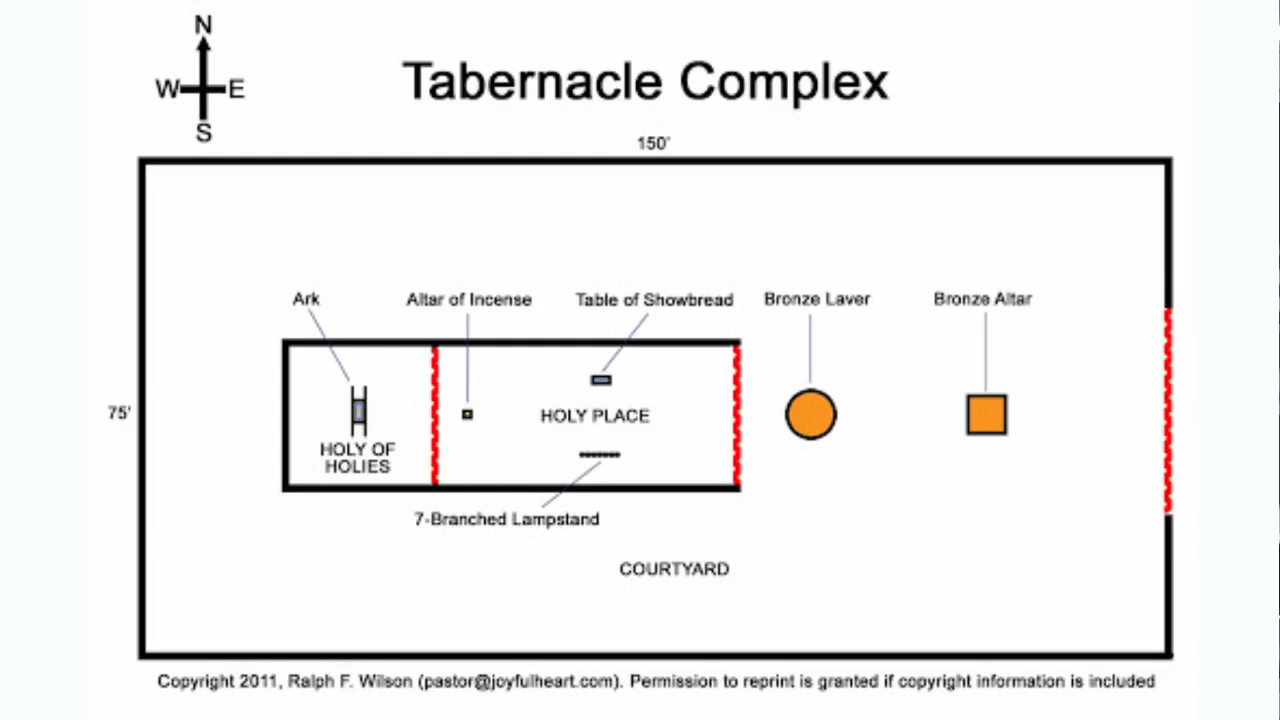 N
W E
S
Tabernacle Complex
150'
Ark
Altar of Incense
Table of Showbread
Bronze Laver
Bronze Altar
75'
HOLY PLACE
HOLY OF
HOLIES
7-Branched Lampstand
COURTYARD
Copyright 2011, Ralph F. Wilson (pastor@joyfulheart.com). Permission to reprint is granted if copyright information is included